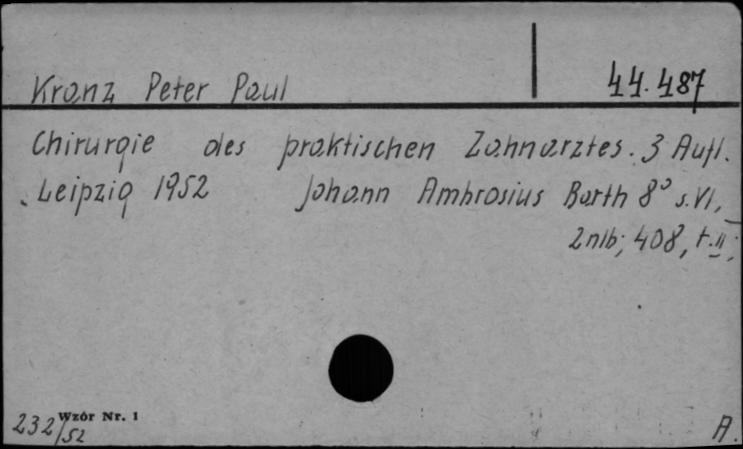 Kranz Peter Paul 44.487
Chirurgie des praktischen Zahnarztes. 3 Aufl.
Leipzig 1952 Johann Ambrosius Barth 8° s. VI,
2nlb; 408, t. II;
Wzór Nr. 1
232/52
A.